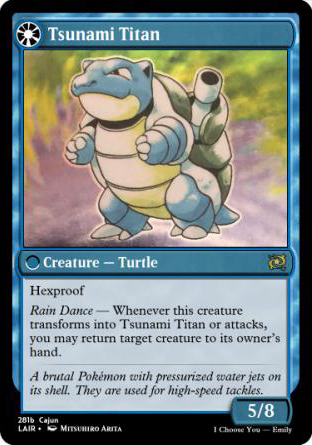 Tsunami Titan
Creature — Turtle
Hexproof
Rain Dance — Whenever this creature
transforms into Tsunami Titan or attacks,
you may return target creature to its owner's
hand.
A brutal Pokémon with pressurized water jets on
its shell. They are used for high-speed tackles.
5/8
281b Cajun
LAIR • Mitsuhiro Arita
I Choose You — Emily